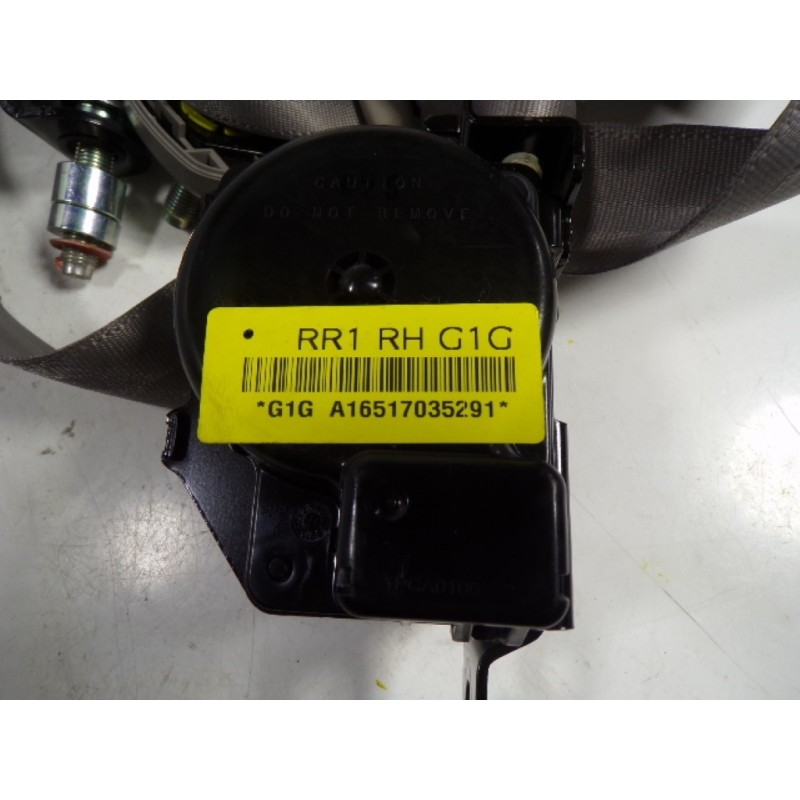 CAUTION
DO NOT REMOVE
RR1 RH G1G
*G1G A16517035291*